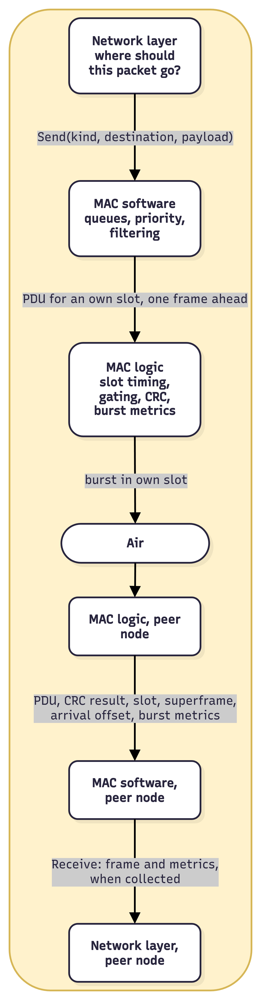 Network layer
where should
this packet go?
Send(kind, destination, payload)
MAC software
queues, priority,
filtering
PDU for an own slot, one frame ahead
MAC logic
slot timing,
gating, CRC,
burst metrics
burst in own slot
Air
MAC logic, peer
node
PDU, CRC result, slot, superframe,
arrival offset, burst metrics
MAC software,
peer node
Receive: frame and metrics,
when collected
Network layer,
peer node